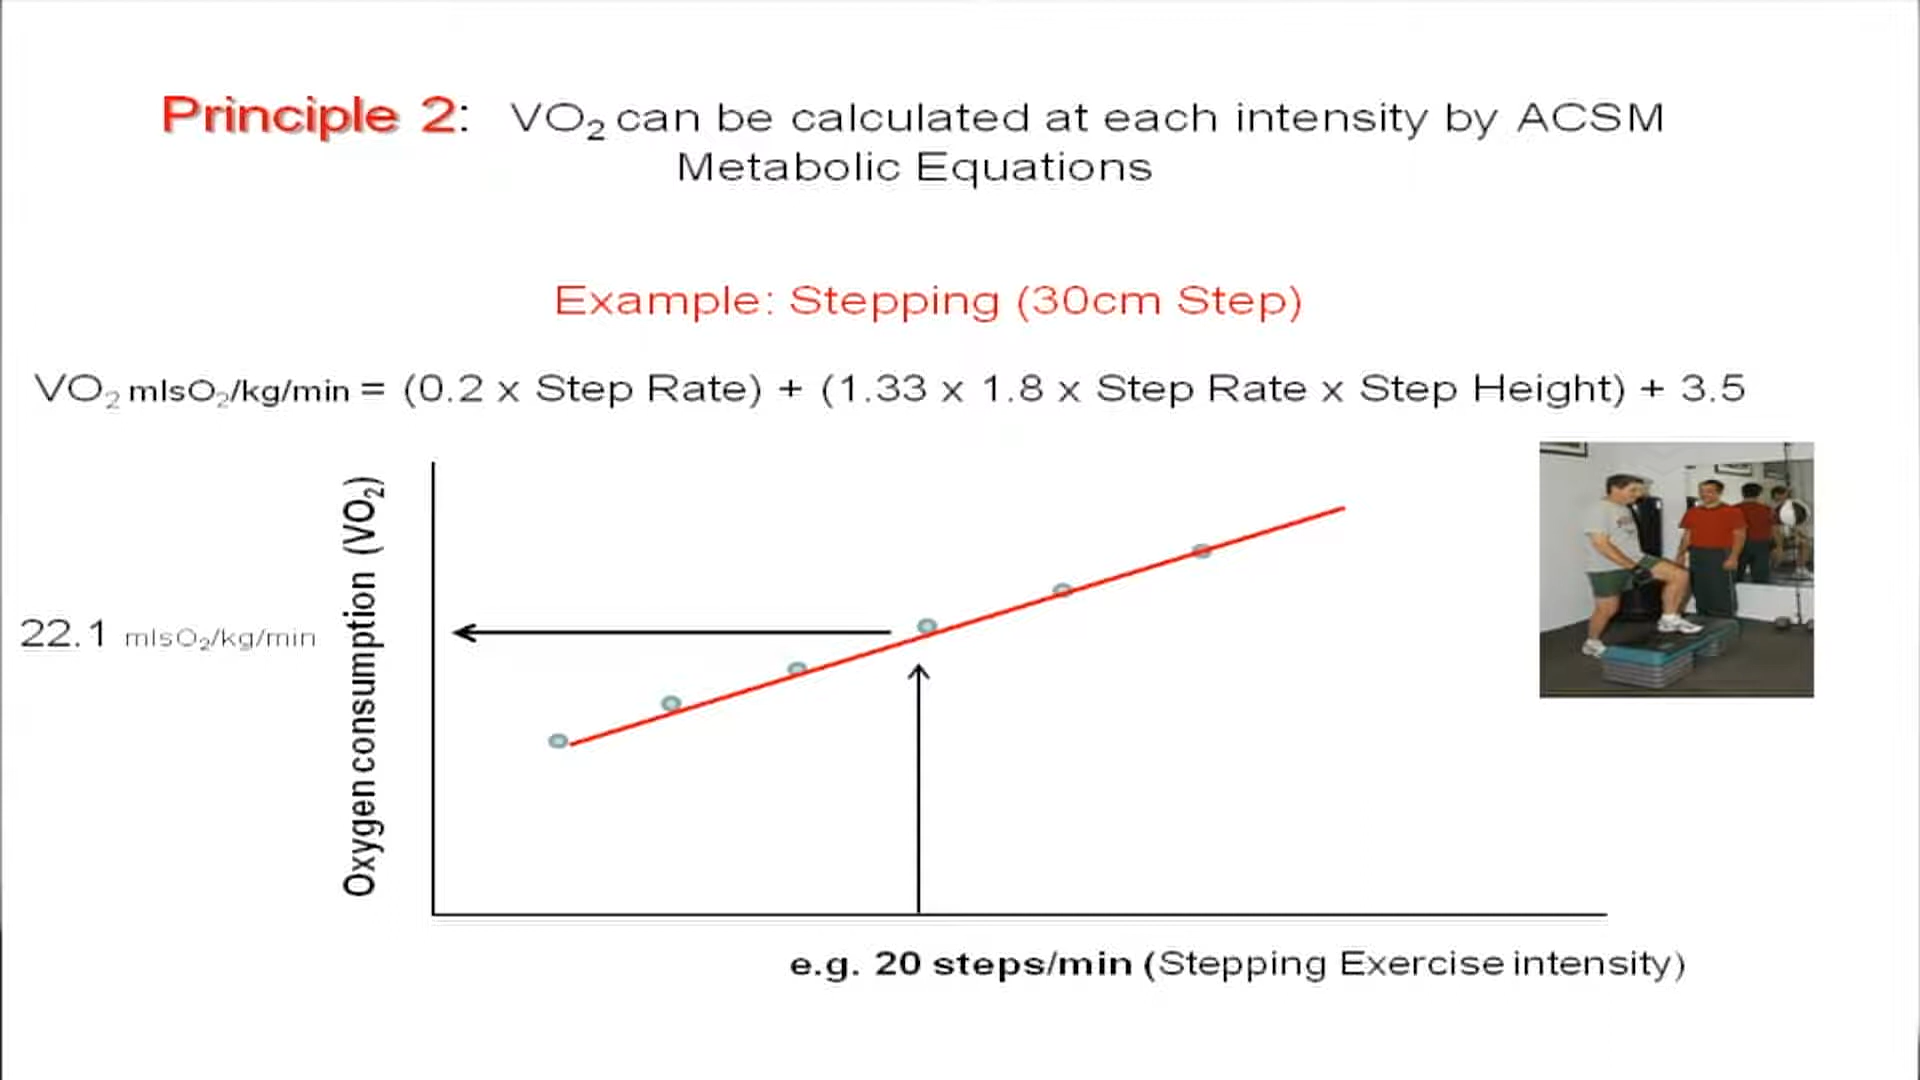 Principle 2: VO₂ can be calculated at each intensity by ACSM
Metabolic Equations
Example: Stepping (30cm Step)
VO₂ mlsO₂/kg/min = (0.2 x Step Rate) + (1.33 x 1.8 x Step Rate x Step Height) + 3.5
Oxygen consumption (VO₂)
22.1 mlsO₂/kg/min
e.g. 20 steps/min (Stepping Exercise intensity)